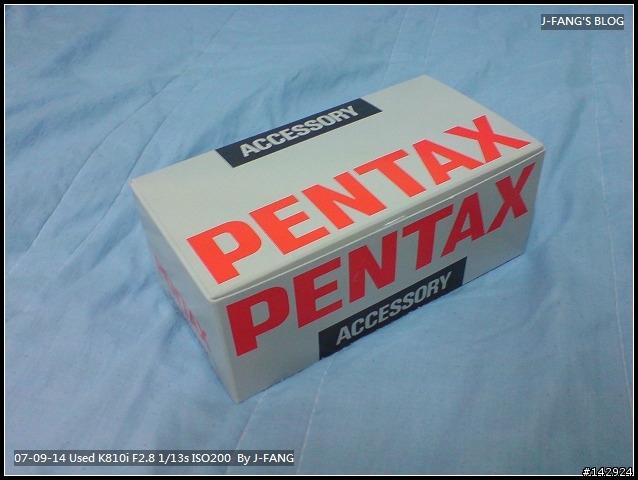 J-FANG'S BLOG
ACCESSORY
PENTAX
PENTAX
ACCESSORY
07-09-14 Used K810i F2.8 1/13s ISO200 By J-FANG
#142924